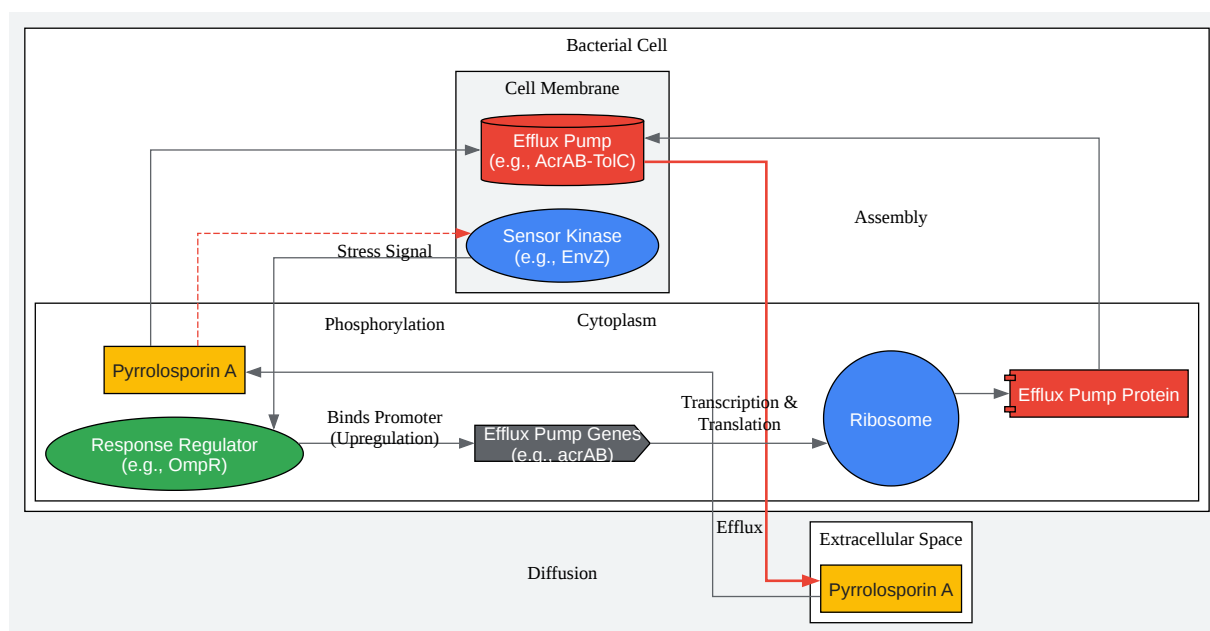 Bacterial Cell
Cell Membrane
Efflux Pump
(e.g., AcrAB-TolC)
Assembly
Sensor Kinase
(e.g., EnvZ)
Stress Signal
Phosphorylation
Cytoplasm
Pyrrolosporin A
Efflux Pump Protein
Transcription &
Translation
Ribosome
Binds Promoter
(Upregulation)
Efflux Pump Genes
(e.g., acrAB)
Response Regulator
(e.g., OmpR)
Efflux
Extracellular Space
Diffusion
Pyrrolosporin A